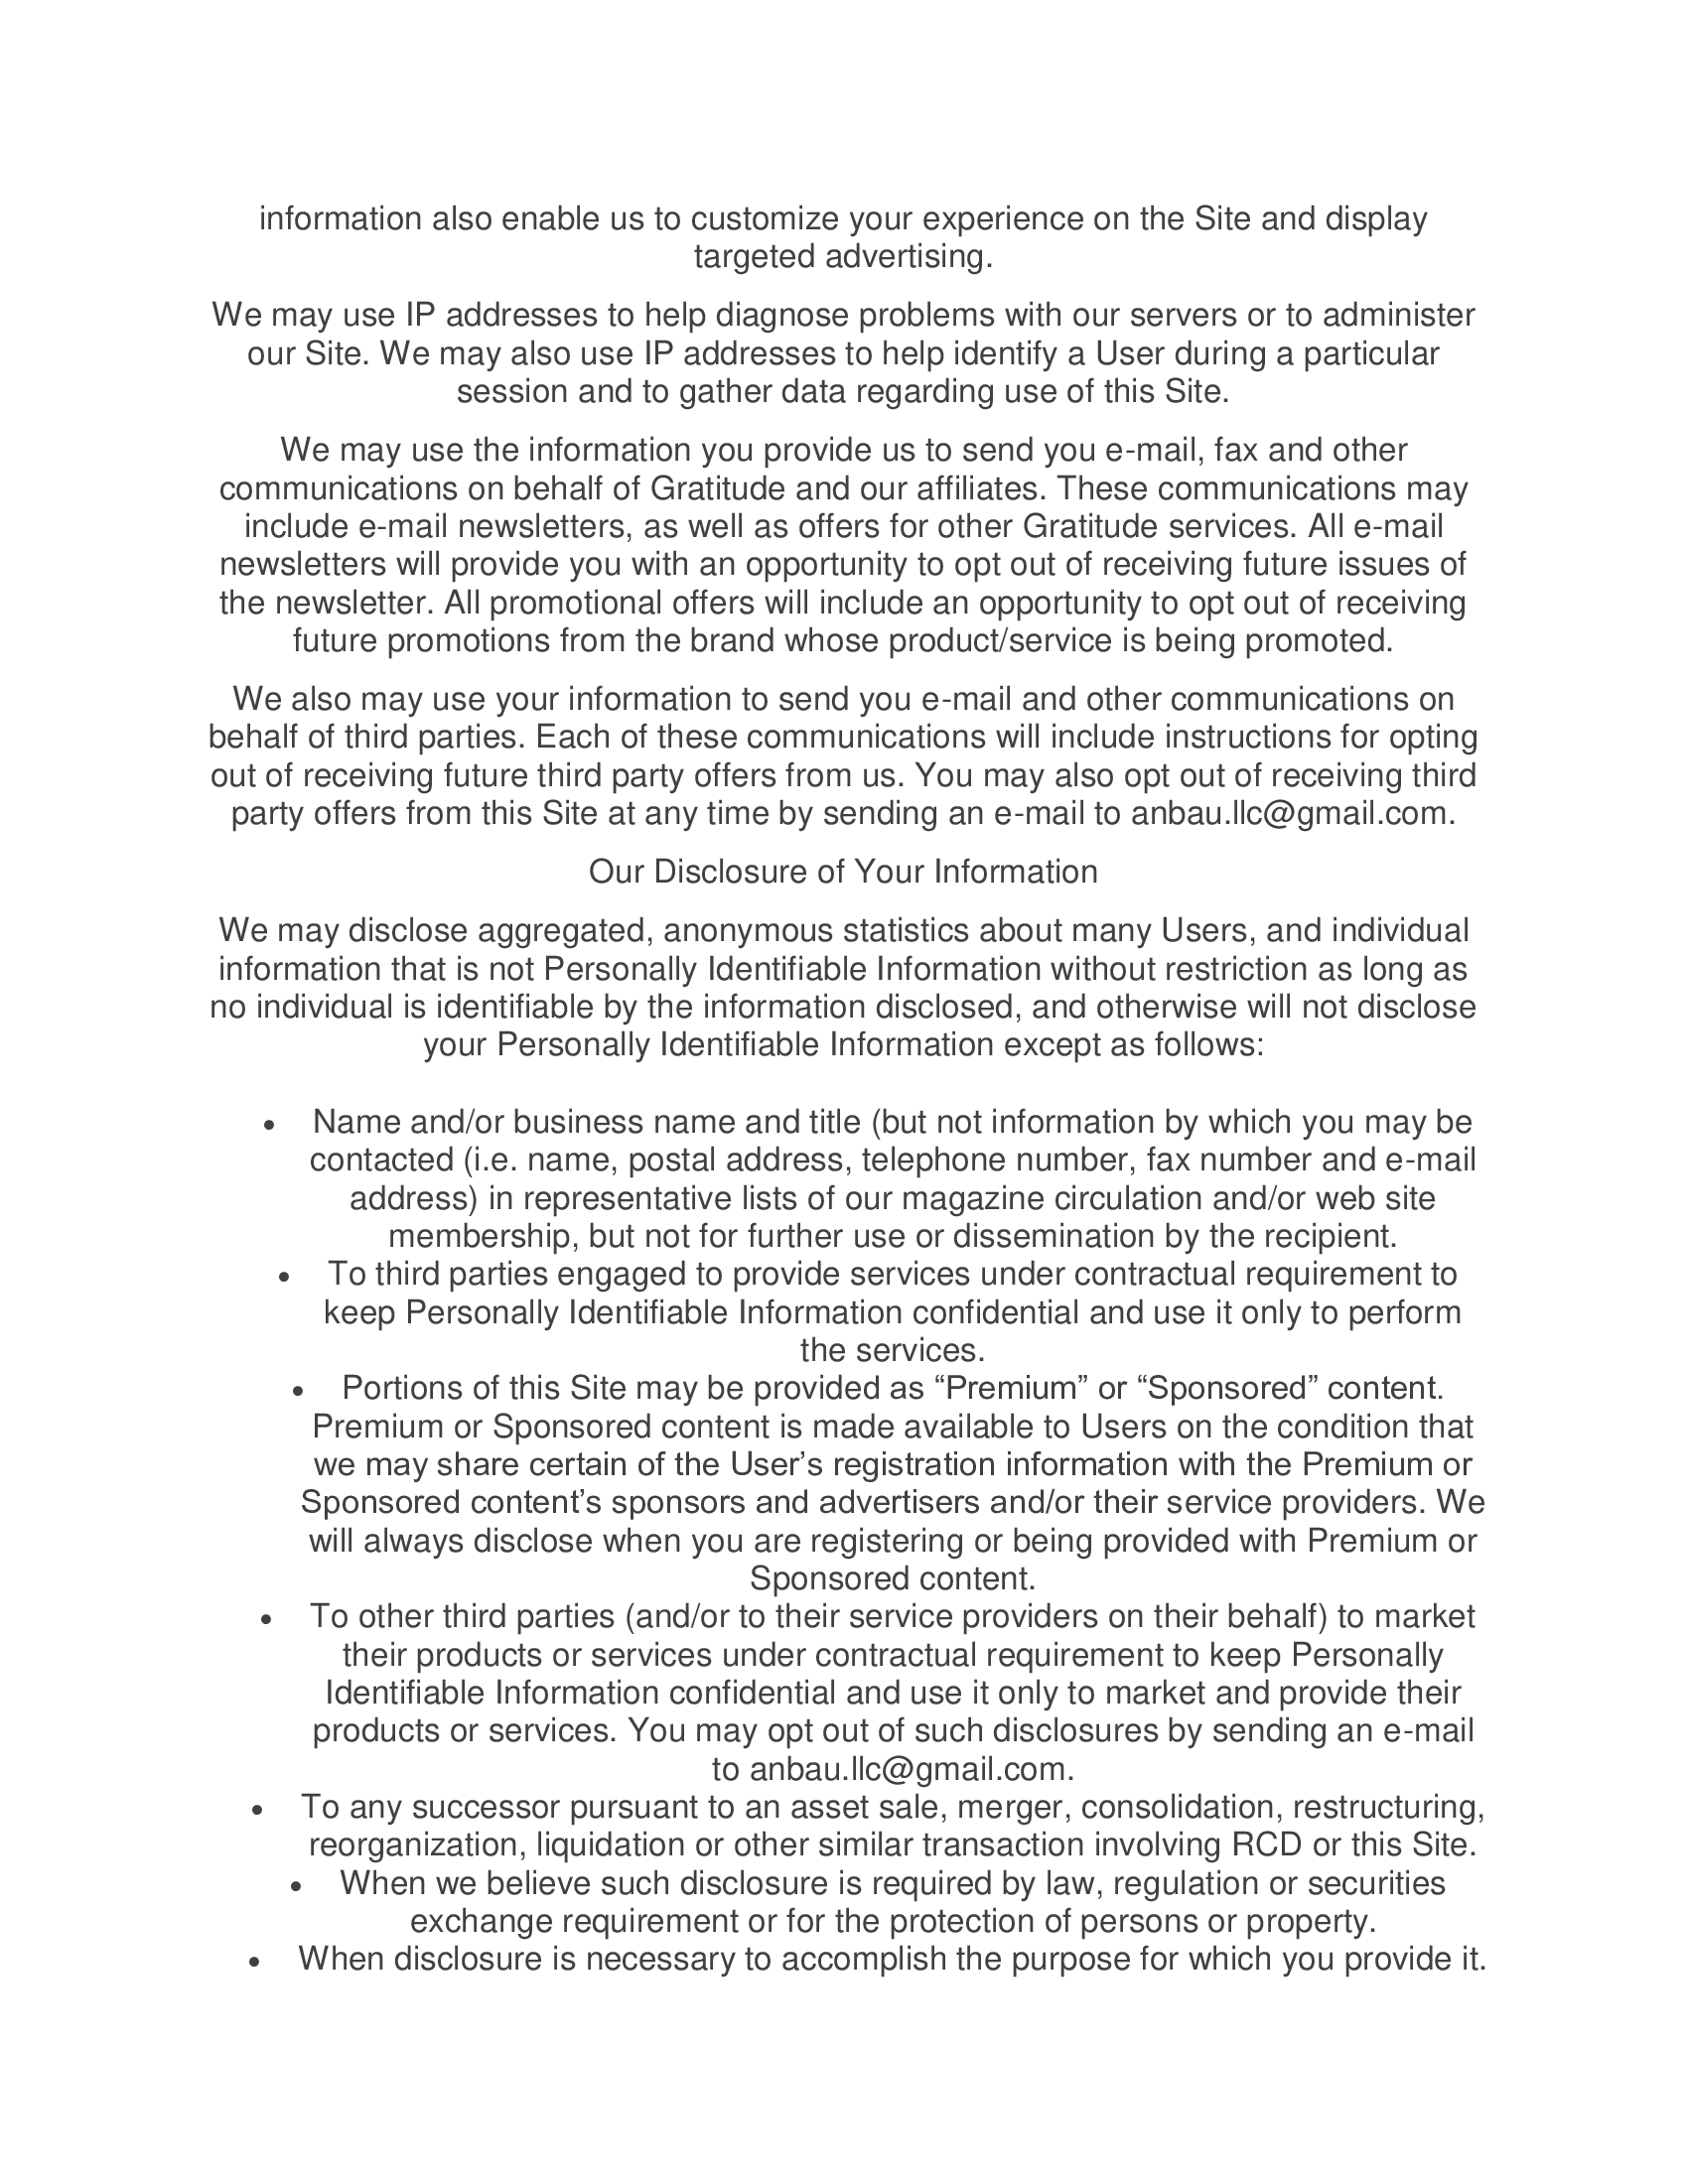 information also enable us to customize your experience on the Site and display
targeted advertising.
We may use IP addresses to help diagnose problems with our servers or to administer
our Site. We may also use IP addresses to help identify a User during a particular
session and to gather data regarding use of this Site.
We may use the information you provide us to send you e-mail, fax and other
communications on behalf of Gratitude and our affiliates. These communications may
include e-mail newsletters, as well as offers for other Gratitude services. All e-mail
newsletters will provide you with an opportunity to opt out of receiving future issues of
the newsletter. All promotional offers will include an opportunity to opt out of receiving
future promotions from the brand whose product/service is being promoted.
We also may use your information to send you e-mail and other communications on
behalf of third parties. Each of these communications will include instructions for opting
out of receiving future third party offers from us. You may also opt out of receiving third
party offers from this Site at any time by sending an e-mail to anbau.llc@gmail.com.
Our Disclosure of Your Information
We may disclose aggregated, anonymous statistics about many Users, and individual
information that is not Personally Identifiable Information without restriction as long as
no individual is identifiable by the information disclosed, and otherwise will not disclose
your Personally Identifiable Information except as follows:
• Name and/or business name and title (but not information by which you may be
contacted (i.e. name, postal address, telephone number, fax number and e-mail
address) in representative lists of our magazine circulation and/or web site
membership, but not for further use or dissemination by the recipient.
• To third parties engaged to provide services under contractual requirement to
keep Personally Identifiable Information confidential and use it only to perform
the services.
• Portions of this Site may be provided as “Premium” or “Sponsored” content.
Premium or Sponsored content is made available to Users on the condition that
we may share certain of the User’s registration information with the Premium or
Sponsored content’s sponsors and advertisers and/or their service providers. We
will always disclose when you are registering or being provided with Premium or
Sponsored content.
• To other third parties (and/or to their service providers on their behalf) to market
their products or services under contractual requirement to keep Personally
Identifiable Information confidential and use it only to market and provide their
products or services. You may opt out of such disclosures by sending an e-mail
to anbau.llc@gmail.com.
• To any successor pursuant to an asset sale, merger, consolidation, restructuring,
reorganization, liquidation or other similar transaction involving RCD or this Site.
• When we believe such disclosure is required by law, regulation or securities
exchange requirement or for the protection of persons or property.
• When disclosure is necessary to accomplish the purpose for which you provide it.